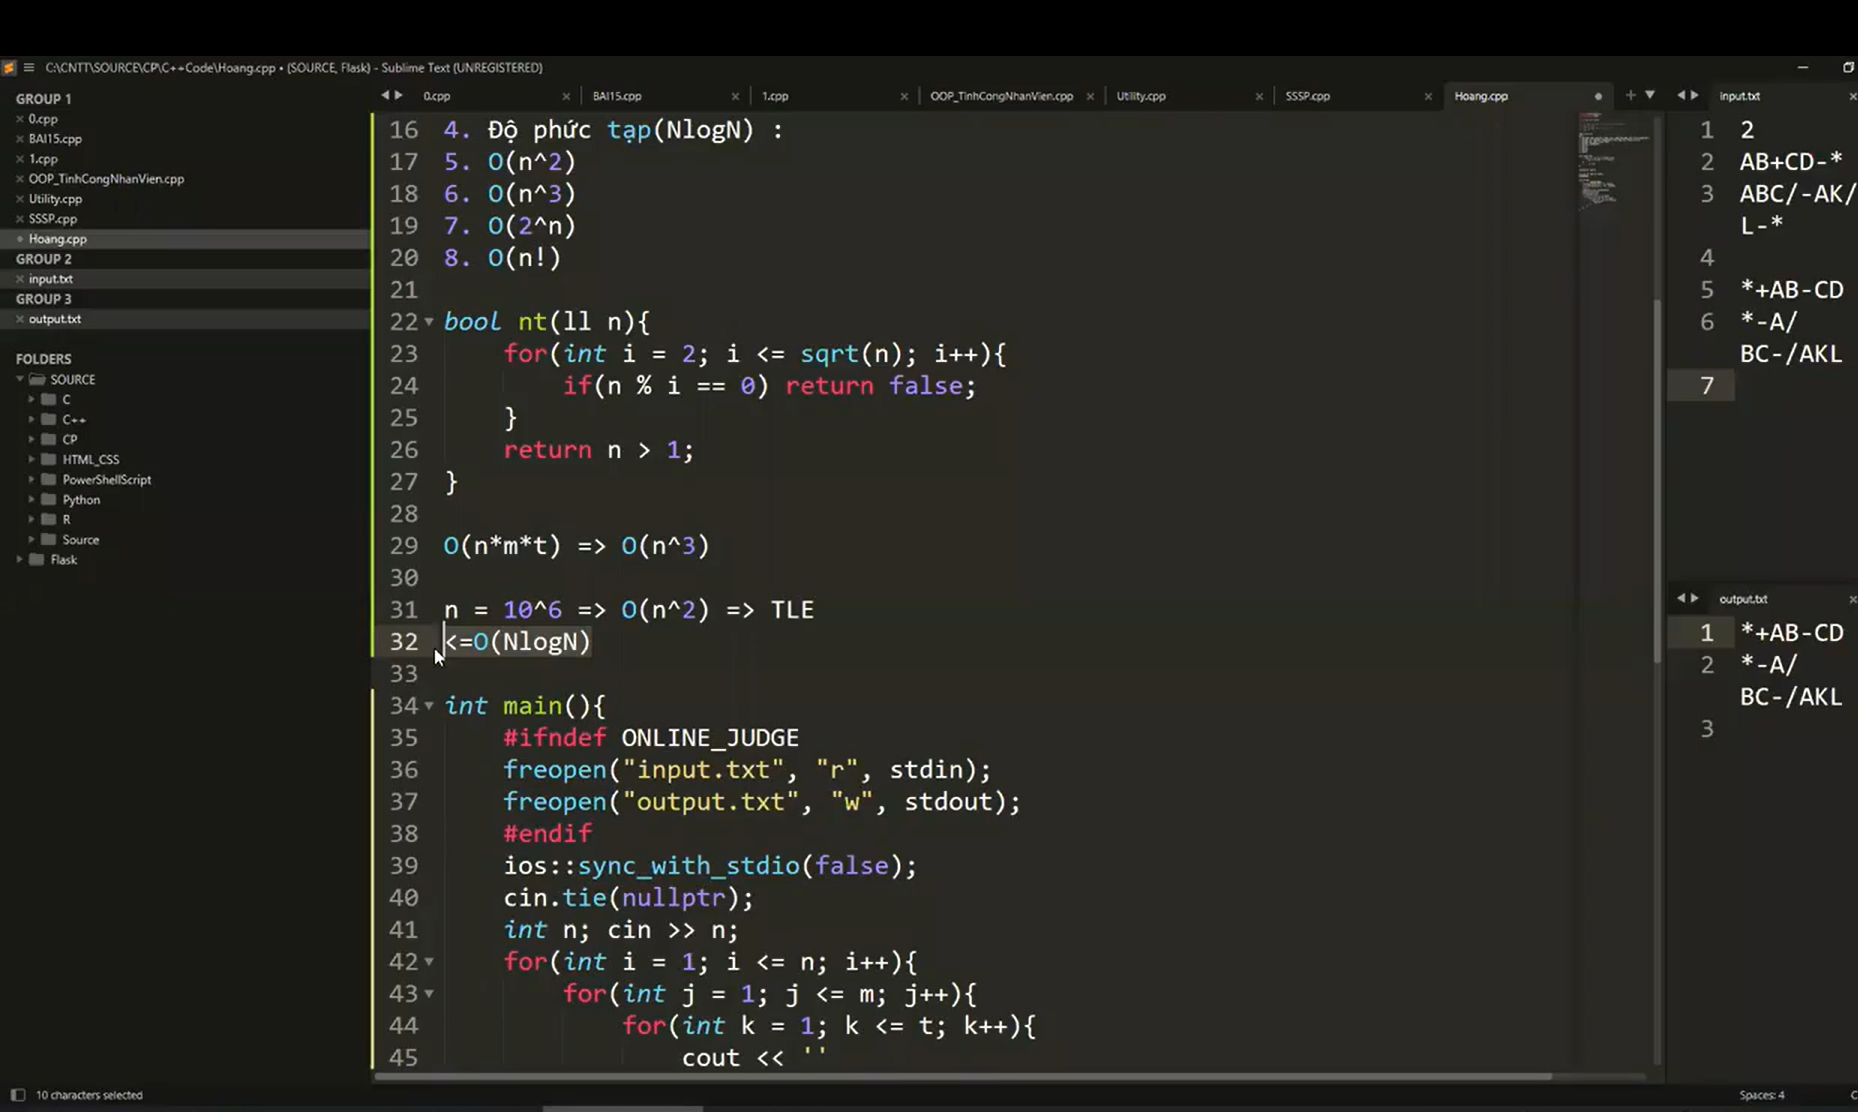 C:\CNTT\SOURCE\CP\C++Code\Hoang.cpp • (SOURCE, Flask) - Sublime Text (UNREGISTERED)
GROUP 1
0.cpp
BAI15.cpp
1.cpp
OOP_TinhCongNhanVien.cpp
Utility.cpp
SSSP.cpp
Hoang.cpp
GROUP 2
input.txt
GROUP 3
output.txt
FOLDERS
SOURCE
C
C++
CP
HTML_CSS
PowerShellScript
Python
R
Source
Flask
0.cpp BAI15.cpp 1.cpp OOP_TinhCongNhanVien.cpp Utility.cpp SSSP.cpp Hoang.cpp
16 4. Độ phức tạp(NlogN) :
17 5. O(n^2)
18 6. O(n^3)
19 7. O(2^n)
20 8. O(n!)
21
22 bool nt(ll n){
23 for(int i = 2; i <= sqrt(n); i++){
24 if(n % i == 0) return false;
25 }
26 return n > 1;
27 }
28
29 O(n*m*t) => O(n^3)
30
31 n = 10^6 => O(n^2) => TLE
32 <=O(NlogN)
33
34 int main(){
35 #ifndef ONLINE_JUDGE
36 freopen("input.txt", "r", stdin);
37 freopen("output.txt", "w", stdout);
38 #endif
39 ios::sync_with_stdio(false);
40 cin.tie(nullptr);
41 int n; cin >> n;
42 for(int i = 1; i <= n; i++){
43 for(int j = 1; j <= m; j++){
44 for(int k = 1; k <= t; k++){
45 cout << ''
input.txt
1 2
2 AB+CD-*
3 ABC/-AK/
L-*
4
5 *+AB-CD
6 *-A/
BC-/AKL
7
output.txt
1 *+AB-CD
2 *-A/
BC-/AKL
3
10 characters selected
Spaces: 4